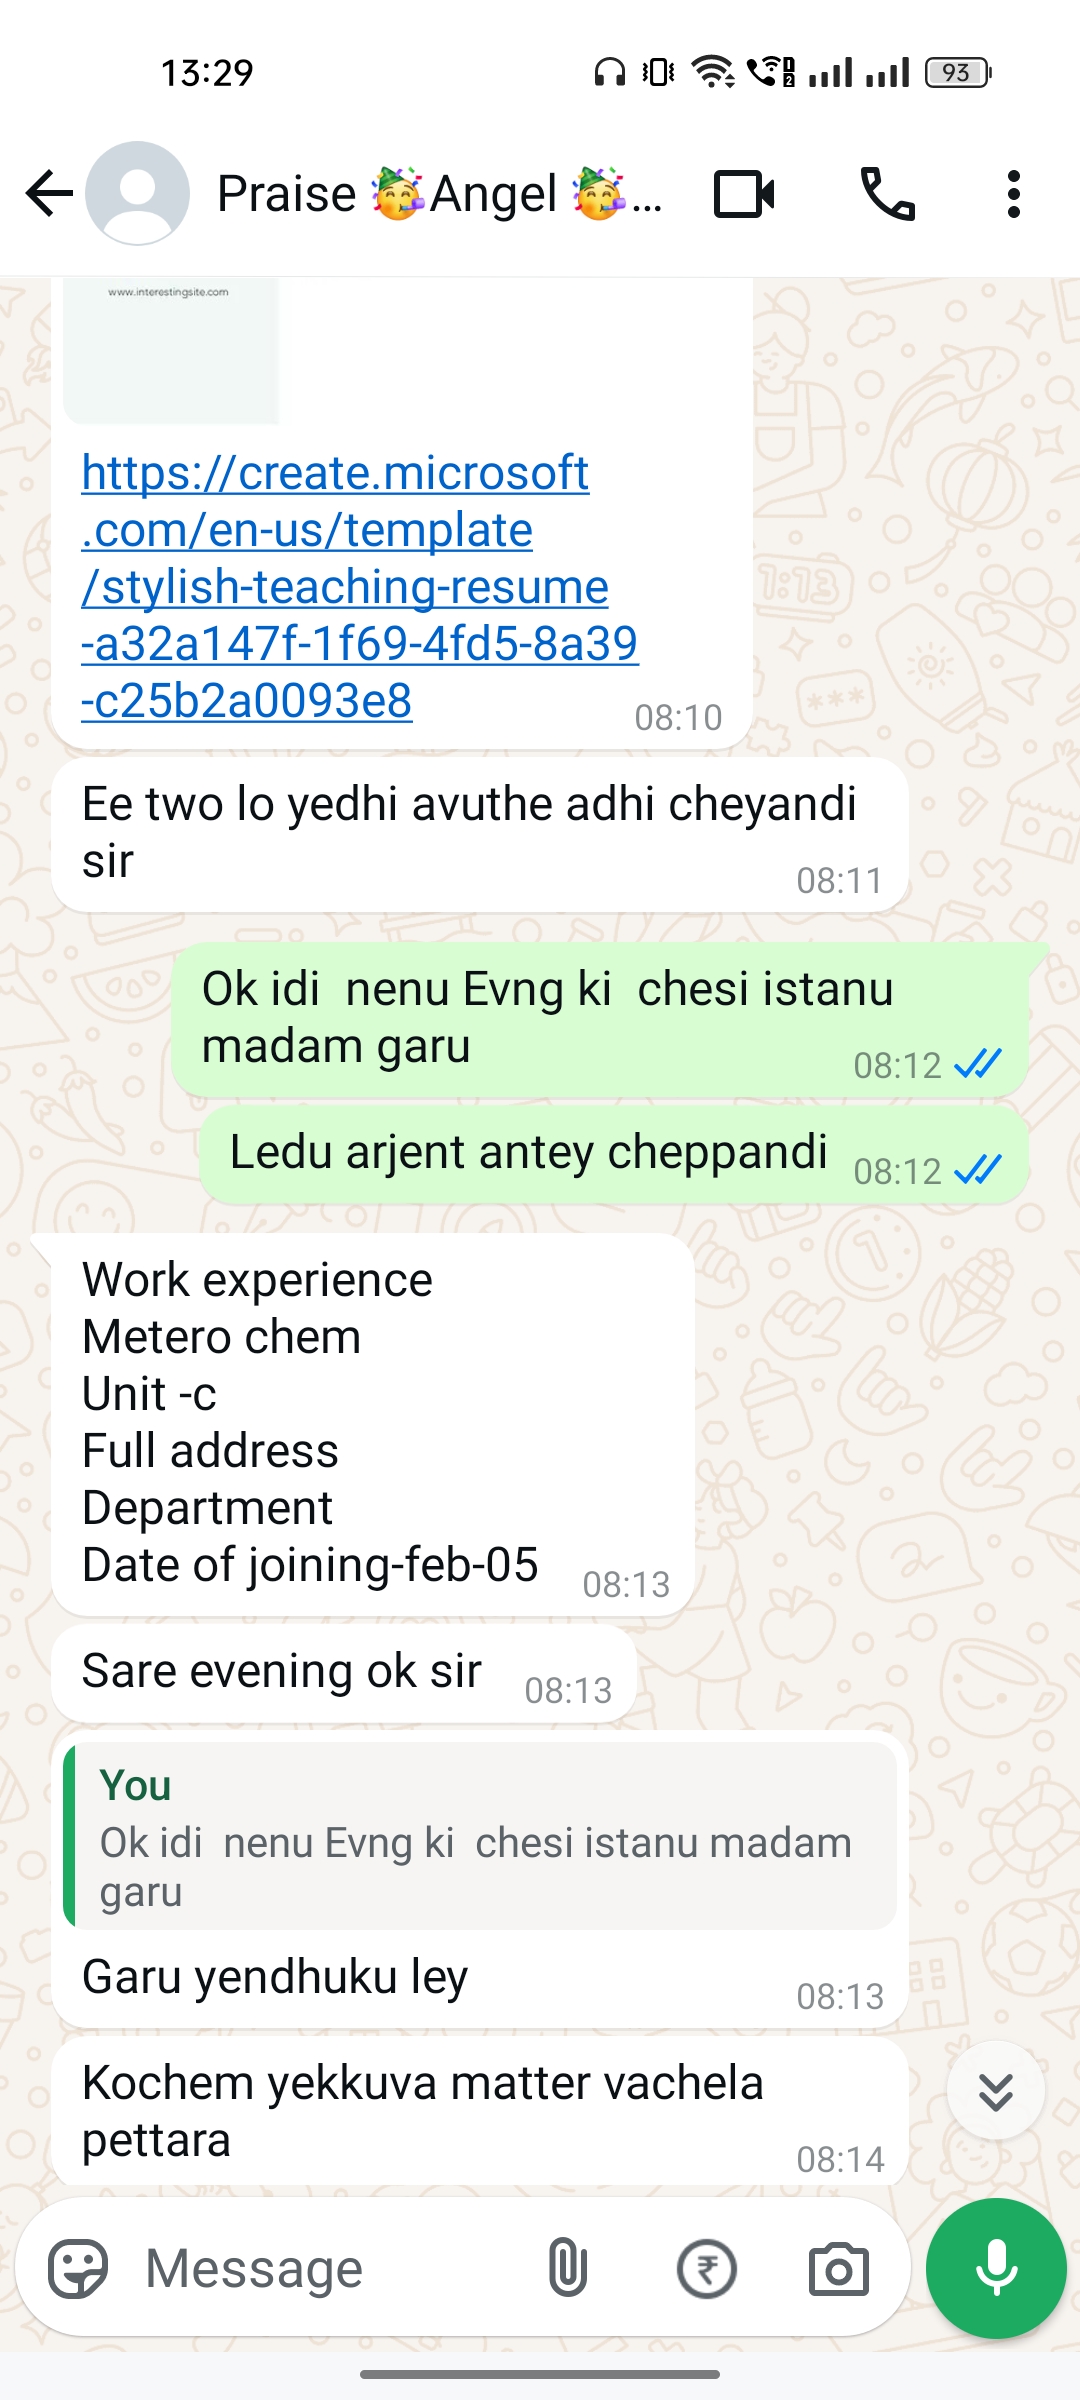 13:29
93
Praise 🥳Angel 🥳...
www.interestingsite.com
https://create.microsoft
.com/en-us/template
/stylish-teaching-resume
-a32a147f-1f69-4fd5-8a39
-c25b2a0093e8
08:10
Ee two lo yedhi avuthe adhi cheyandi
sir
08:11
Ok idi  nenu Evng ki  chesi istanu
madam garu
08:12
Ledu arjent antey cheppandi
08:12
Work experience
Metero chem
Unit -c
Full address
Department
Date of joining-feb-05
08:13
Sare evening ok sir
08:13
You
Ok idi  nenu Evng ki  chesi istanu madam
garu
Garu yendhuku ley
08:13
Kochem yekkuva matter vachela
pettara
08:14
Message